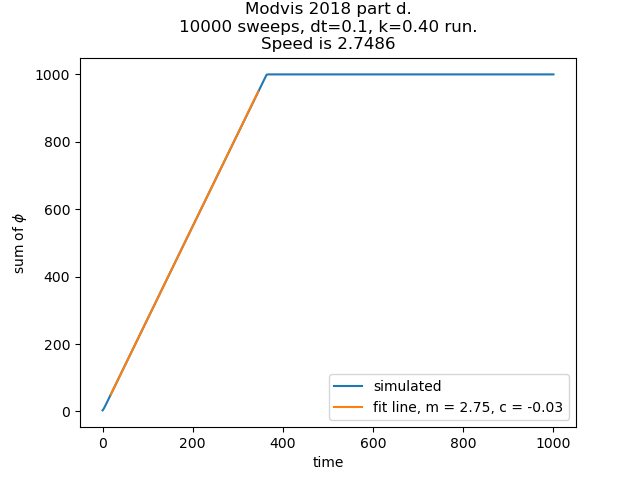 Modvis 2018 part d.
10000 sweeps, dt=0.1, k=0.40 run.
Speed is 2.7486
1000
800
600
400
200
0
sum of ϕ
0 200 400 600 800 1000
time
simulated
fit line, m = 2.75, c = -0.03